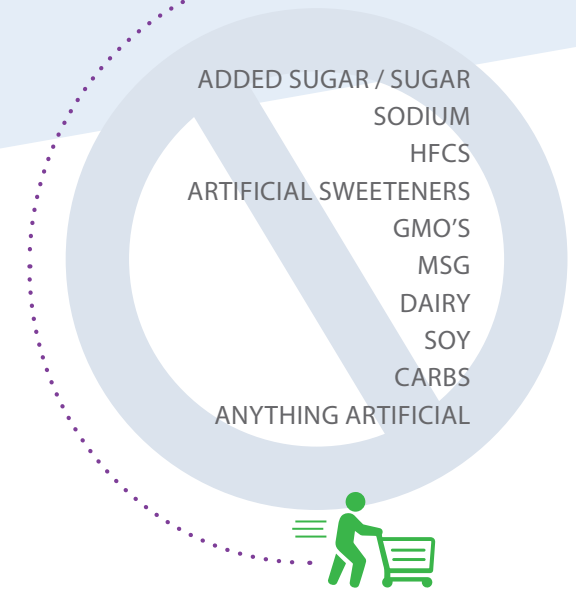 ADDED SUGAR / SUGAR
SODIUM
HFCS
ARTIFICIAL SWEETENERS
GMO'S
MSG
DAIRY
SOY
CARBS
ANYTHING ARTIFICIAL